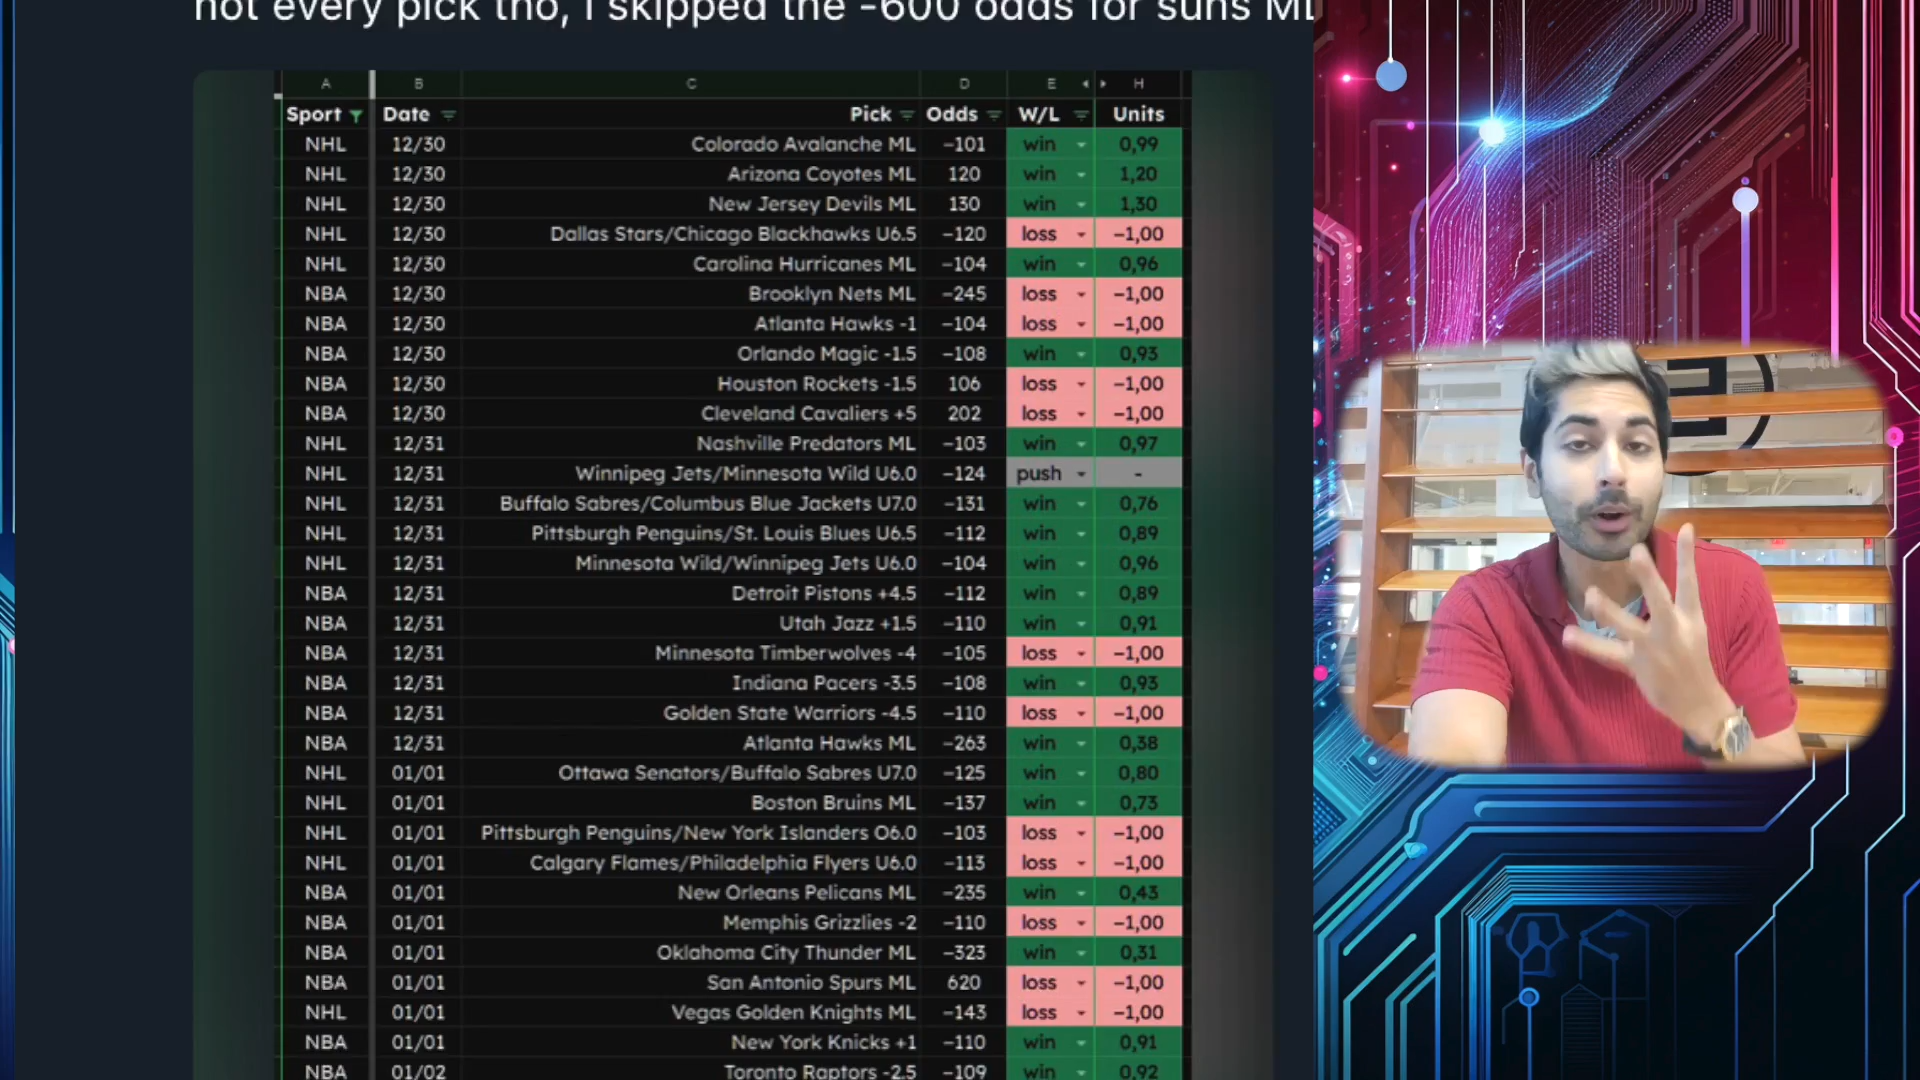 not every pick tho, I skipped the -600 odds for suns ML
A B C D E H
Sport Date Pick Odds W/L Units
NHL 12/30 Colorado Avalanche ML −101 win 0,99
NHL 12/30 Arizona Coyotes ML 120 win 1,20
NHL 12/30 New Jersey Devils ML 130 win 1,30
NHL 12/30 Dallas Stars/Chicago Blackhawks U6.5 −120 loss −1,00
NHL 12/30 Carolina Hurricanes ML −104 win 0,96
NBA 12/30 Brooklyn Nets ML −245 loss −1,00
NBA 12/30 Atlanta Hawks -1 −104 loss −1,00
NBA 12/30 Orlando Magic -1.5 −108 win 0,93
NBA 12/30 Houston Rockets -1.5 106 loss −1,00
NBA 12/30 Cleveland Cavaliers +5 202 loss −1,00
NHL 12/31 Nashville Predators ML −103 win 0,97
NHL 12/31 Winnipeg Jets/Minnesota Wild U6.0 −124 push -
NHL 12/31 Buffalo Sabres/Columbus Blue Jackets U7.0 −131 win 0,76
NHL 12/31 Pittsburgh Penguins/St. Louis Blues U6.5 −112 win 0,89
NHL 12/31 Minnesota Wild/Winnipeg Jets U6.0 −104 win 0,96
NBA 12/31 Detroit Pistons +4.5 −112 win 0,89
NBA 12/31 Utah Jazz +1.5 −110 win 0,91
NBA 12/31 Minnesota Timberwolves -4 −105 loss −1,00
NBA 12/31 Indiana Pacers -3.5 −108 win 0,93
NBA 12/31 Golden State Warriors -4.5 −110 loss −1,00
NBA 12/31 Atlanta Hawks ML −263 win 0,38
NHL 01/01 Ottawa Senators/Buffalo Sabres U7.0 −125 win 0,80
NHL 01/01 Boston Bruins ML −137 win 0,73
NHL 01/01 Pittsburgh Penguins/New York Islanders O6.0 −103 loss −1,00
NHL 01/01 Calgary Flames/Philadelphia Flyers U6.0 −113 loss −1,00
NBA 01/01 New Orleans Pelicans ML −235 win 0,43
NBA 01/01 Memphis Grizzlies -2 −110 loss −1,00
NBA 01/01 Oklahoma City Thunder ML −323 win 0,31
NBA 01/01 San Antonio Spurs ML 620 loss −1,00
NHL 01/01 Vegas Golden Knights ML −143 loss −1,00
NBA 01/01 New York Knicks +1 −110 win 0,91
NBA 01/02 Toronto Raptors -2.5 −109 win 0,92